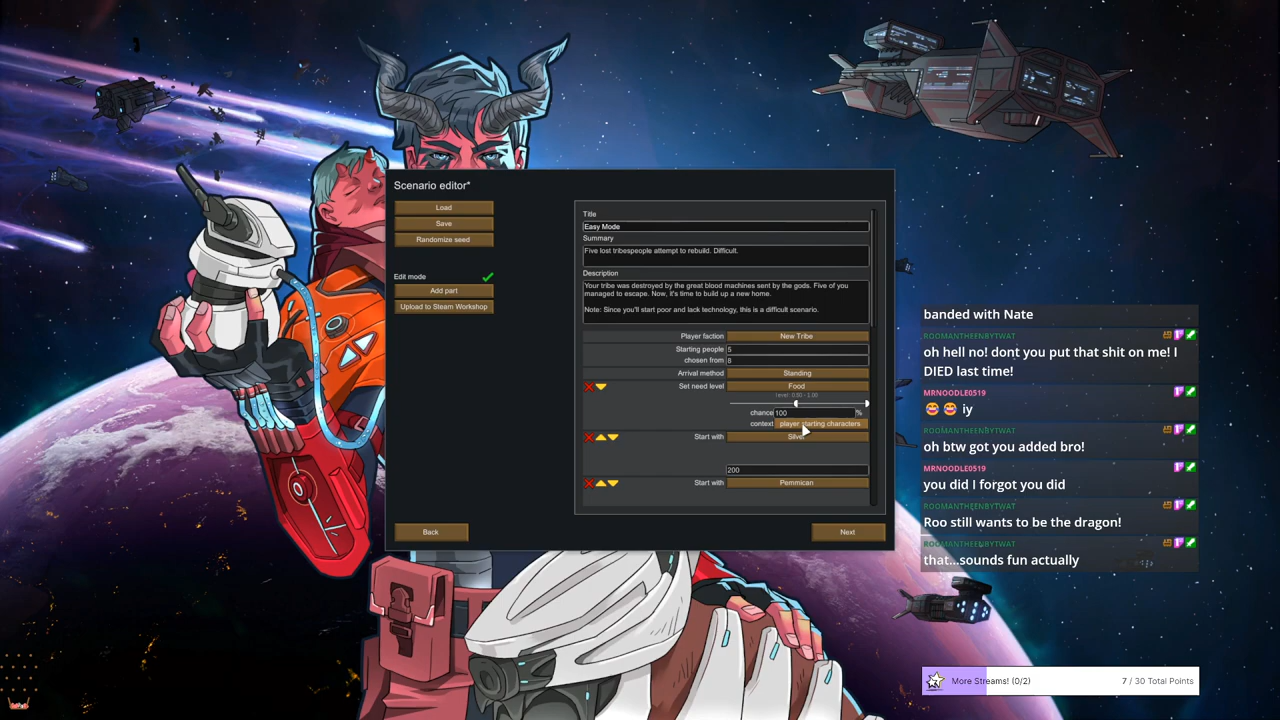 Scenario editor*
Load
Save
Randomize seed
Edit mode
Add part
Upload to Steam Workshop
Title
Easy Mode
Summary
Five lost tribespeople attempt to rebuild. Difficult.
Description
Your tribe was destroyed by the great blood machines sent by the gods. Five of you
managed to escape. Now, it's time to build up a new home.
Note: Since you'll start poor and lack technology, this is a difficult scenario.
Player faction New Tribe
Starting people 5
chosen from 8
Arrival method Standing
Set need level Food
chance 100 %
context player starting characters
Start with Silver
200
Start with Pemmican
Back
Next
banded with Nate
ROOMANTHEENBYTWAT
oh hell no! dont you put that shit on me! I
DIED last time!
MRNOODLE0519
iy
ROOMANTHEENBYTWAT
oh btw got you added bro!
MRNOODLE0519
you did I forgot you did
ROOMANTHEENBYTWAT
Roo still wants to be the dragon!
ROOMANTHEENBYTWAT
that...sounds fun actually
More Streams! (0/2) 7 / 30 Total Points